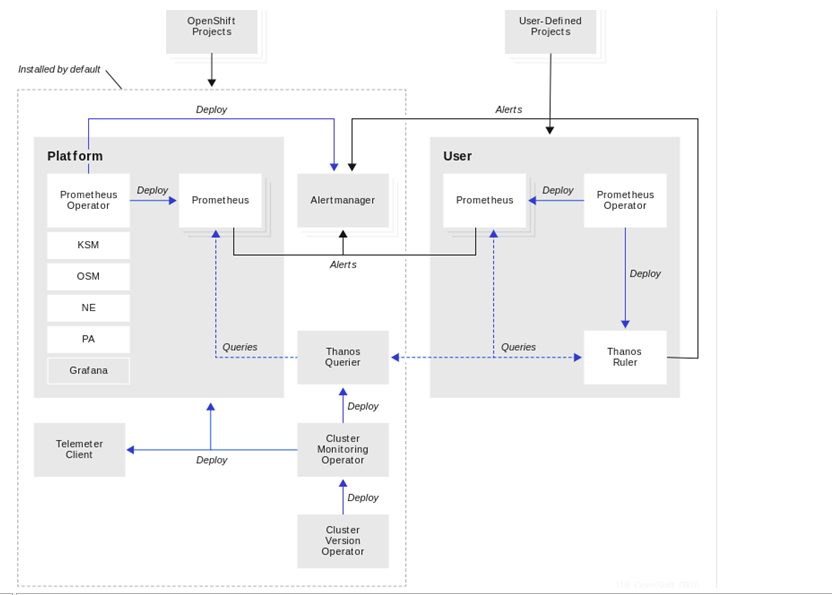 OpenShift
Projects
User-Defined
Projects
Installed by default
Deploy
Alerts
Platform
User
Prometheus
Operator
Deploy
Prometheus
Alertmanager
Prometheus
Deploy
Prometheus
Operator
KSM
OSM
NE
PA
Grafana
Alerts
Deploy
Queries
Thanos
Querier
Queries
Thanos
Ruler
Deploy
Telemeter
Client
Deploy
Cluster
Monitoring
Operator
Deploy
Cluster
Version
Operator